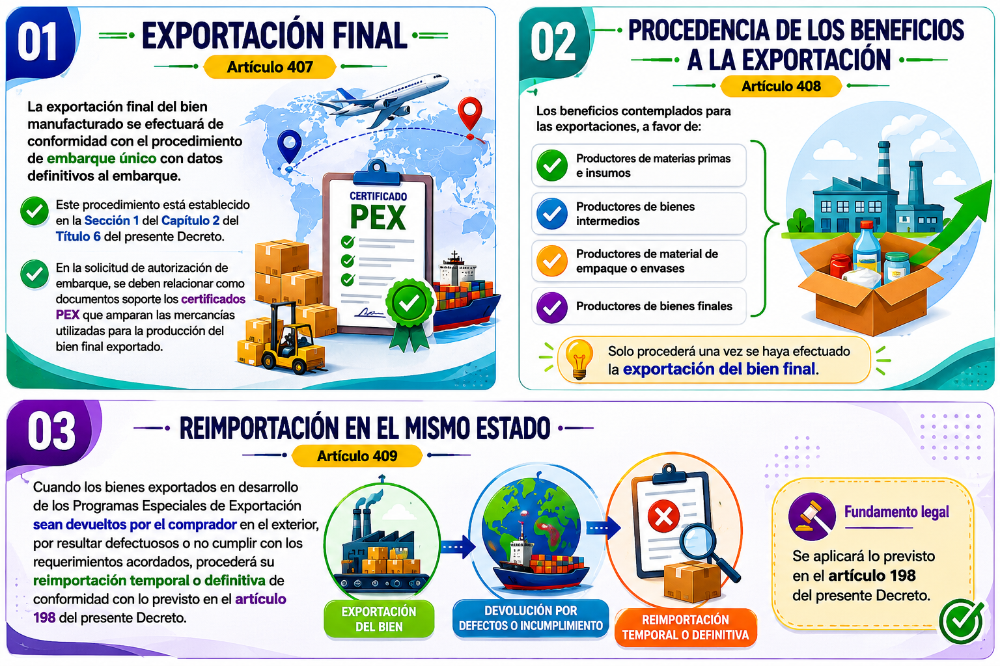 01
EXPORTACIÓN FINAL
Artículo 407
La exportación final del bien
manufacturado se efectuará de
conformidad con el procedimiento
de embarque único con datos
definitivos al embarque.
Este procedimiento está establecido
en la Sección 1 del Capítulo 2 del
Título 6 del presente Decreto.
En la solicitud de autorización de
embarque, se deben relacionar como
documentos soporte los certificados
PEX que amparan las mercancías
utilizadas para la producción del
bien final exportado.
CERTIFICADO
PEX
02
PROCEDENCIA DE LOS BENEFICIOS
A LA EXPORTACIÓN
Artículo 408
Los beneficios contemplados para
las exportaciones, a favor de:
Productores de materias primas
e insumos
Productores de bienes
intermedios
Productores de material de
empaque o envases
Productores de bienes finales
Solo procederá una vez se haya efectuado
la exportación del bien final.
03
REIMPORTACIÓN EN EL MISMO ESTADO
Artículo 409
Cuando los bienes exportados en desarrollo
de los Programas Especiales de Exportación
sean devueltos por el comprador en el exterior,
por resultar defectuosos o no cumplir con los
requerimientos acordados, procederá su
reimportación temporal o definitiva de
conformidad con lo previsto en el artículo
198 del presente Decreto.
EXPORTACIÓN
DEL BIEN
DEVOLUCIÓN POR
DEFECTOS O INCUMPLIMIENTO
REIMPORTACIÓN
TEMPORAL O DEFINITIVA
Fundamento legal
Se aplicará lo previsto
en el artículo 198
del presente Decreto.